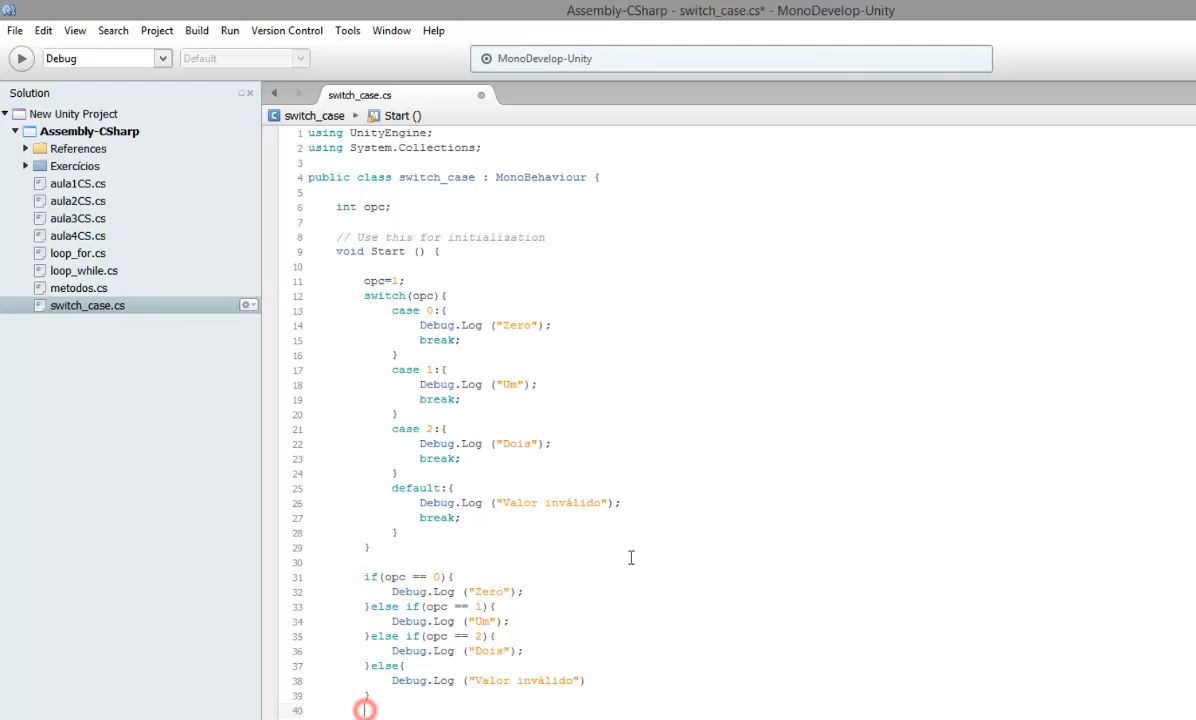 Assembly-CSharp - switch_case.cs* - MonoDevelop-Unity
File Edit View Search Project Build Run Version Control Tools Window Help
Debug Default MonoDevelop-Unity
Solution
New Unity Project
Assembly-CSharp
References
Exercícios
aula1CS.cs
aula2CS.cs
aula3CS.cs
aula4CS.cs
loop_for.cs
loop_while.cs
metodos.cs
switch_case.cs
switch_case.cs
switch_case Start ()
1 using UnityEngine;
2 using System.Collections;
3
4 public class switch_case : MonoBehaviour {
5
6 int opc;
7
8 // Use this for initialization
9 void Start () {
10
11 opc=1;
12 switch(opc){
13 case 0:{
14 Debug.Log ("Zero");
15 break;
16 }
17 case 1:{
18 Debug.Log ("Um");
19 break;
20 }
21 case 2:{
22 Debug.Log ("Dois");
23 break;
24 }
25 default:{
26 Debug.Log ("Valor inválido");
27 break;
28 }
29 }
30
31 if(opc == 0){
32 Debug.Log ("Zero");
33 }else if(opc == 1){
34 Debug.Log ("Um");
35 }else if(opc == 2){
36 Debug.Log ("Dois");
37 }else{
38 Debug.Log ("Valor inválido")
39 }
40